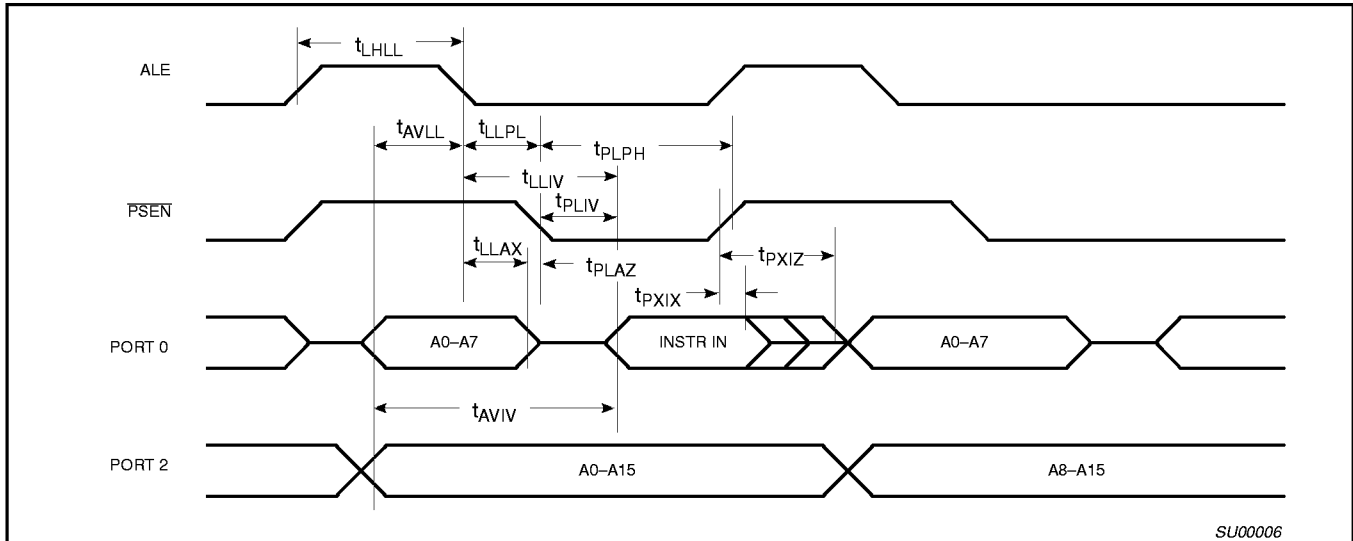 tLHLL
ALE
tAVLL
tLLPL
tPLPH
tLLIV
PSEN
tPLIV
tLLAX
tPLAZ
tPXIZ
tPXIX
PORT 0
A0–A7
INSTR IN
A0–A7
tAVIV
PORT 2
A0–A15
A8–A15
SU00006